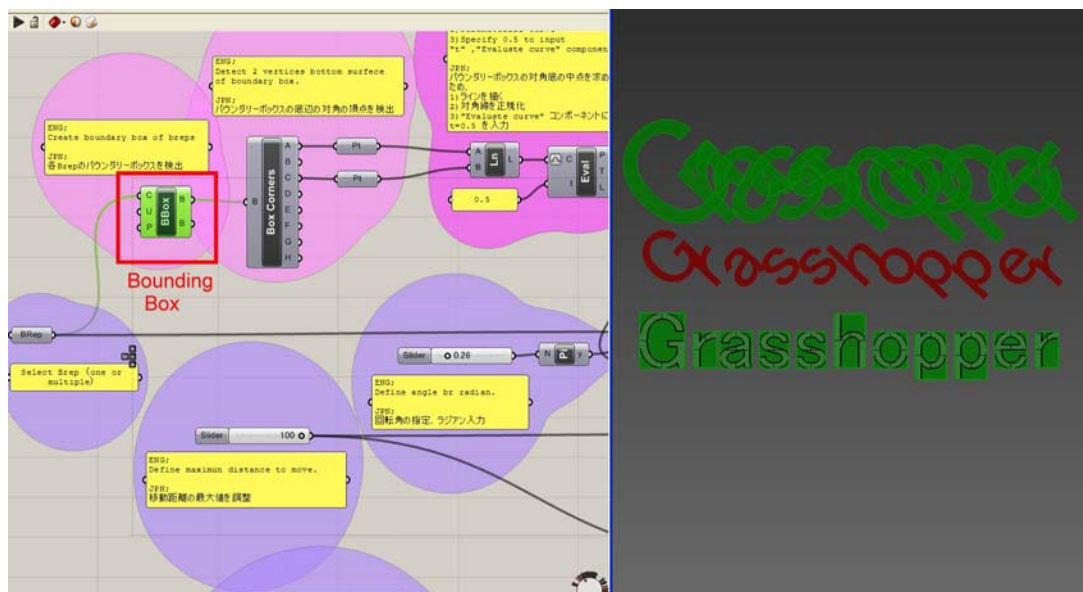 3)Specify 0.5 to input
"t" ,"Evaluste curve" componen
JPN;
バウンダリーボックスの対角底の中点を求め
ため、
1)ラインを描く
2)対角線を正規化
3)"Evaluste curve" コンポーネントに
t=0.5 を入力
ENG;
Detect 2 vertices bottom surfece
of boundary box.
JPN;
バウンダリーボックスの底辺の対角の頂点を検出
ENG;
Create boundary box of breps
JPN;
各Brepのバウンダリーボックスを検出
C
U
P
BBox
B
B
B
Box Corners
A
B
C
D
E
F
G
H
Pt
Pt
A
B
Ln
L
0.5
C
t
Eval
P
T
L
Bounding
Box
BRep
Select Brep (one or
multiple)
Slider 0.26
N
Pi
y
ENG;
Define angle br radian.
JPN;
回転角の指定、ラジアン入力
Slider 100
ENG;
Define maximun distance to move.
JPN;
移動距離の最大値を調整
Grasshopper
Grasshopper
Grasshopper